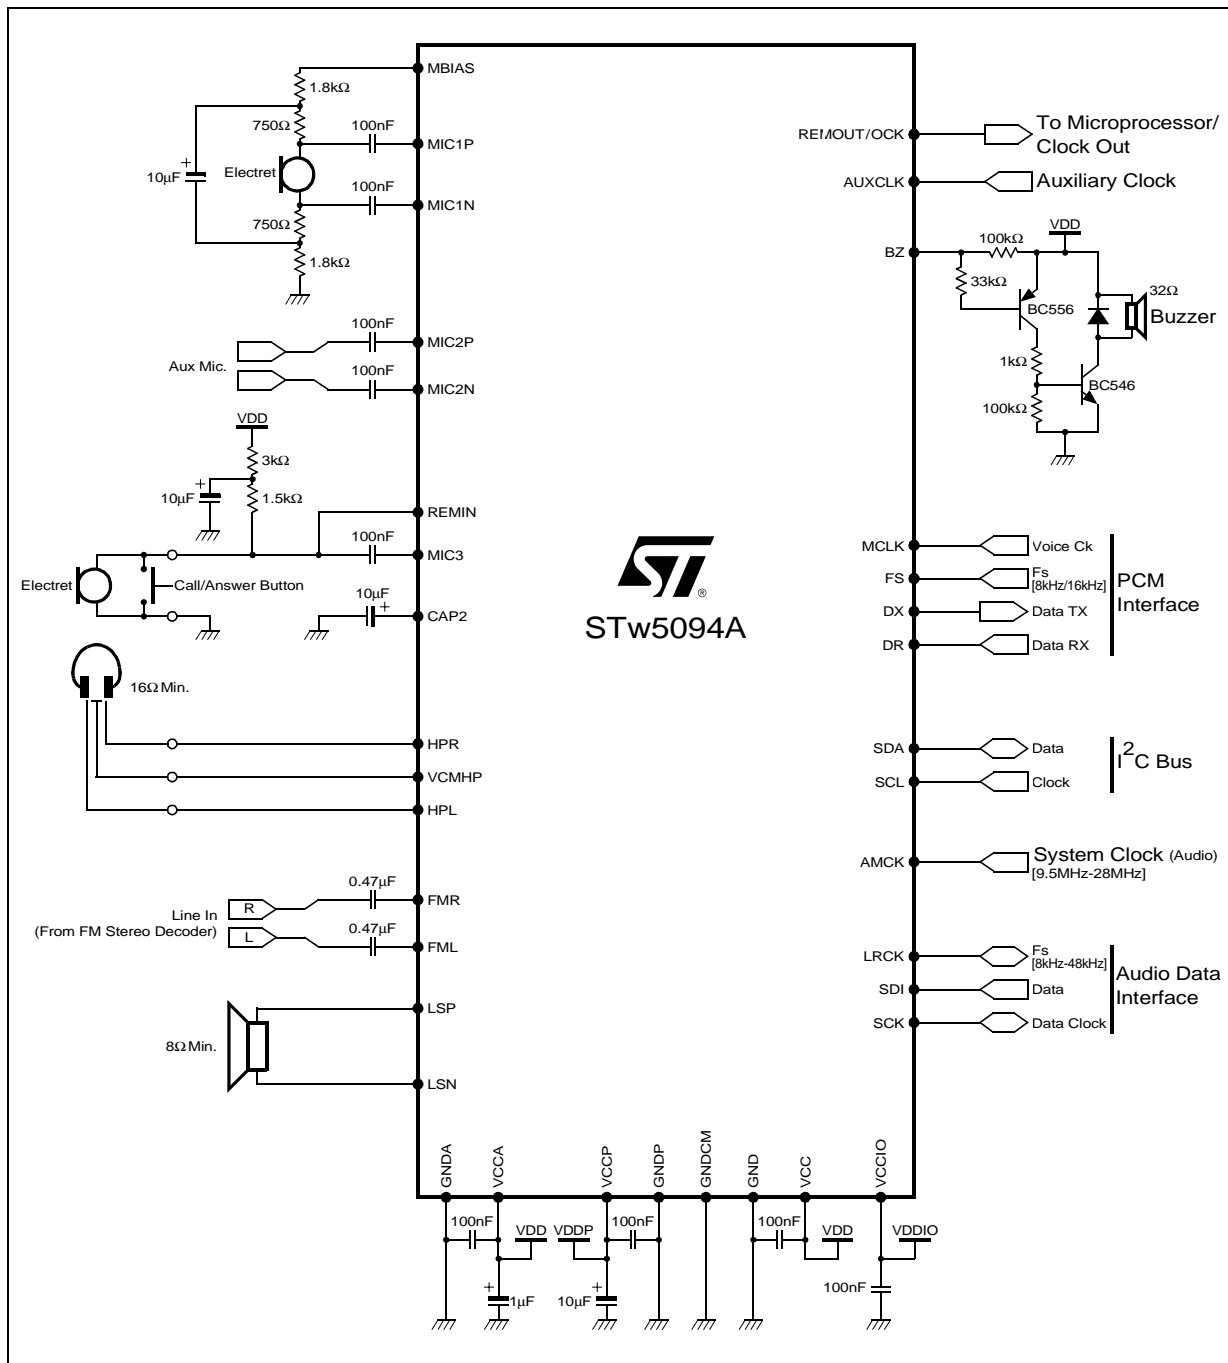 MBIAS
1.8kΩ
750Ω
100nF
MIC1P
+
10µF
Electret
100nF
MIC1N
750Ω
1.8kΩ
100nF
MIC2P
Aux Mic.
100nF
MIC2N
VDD
3kΩ
+
10µF
1.5kΩ
REMIN
100nF
MIC3
Electret
Call/Answer Button
10µF
+
CAP2
16Ω Min.
HPR
VCMHP
HPL
0.47µF
R
FMR
Line In
(From FM Stereo Decoder)
0.47µF
L
FML
LSP
8Ω Min.
LSN
ST®
STw5094A
REMOUT/OCK
To Microprocessor/
Clock Out
AUXCLK
Auxiliary Clock
VDD
BZ
100kΩ
33kΩ
BC556
32Ω
Buzzer
1kΩ
BC546
100kΩ
MCLK
Voice Ck
FS
Fs
[8kHz/16kHz]
DX
Data TX
DR
Data RX
PCM
Interface
SDA
Data
SCL
Clock
I2C Bus
AMCK
System Clock (Audio)
[9.5MHz-28MHz]
LRCK
Fs
[8kHz-48kHz]
SDI
Data
SCK
Data Clock
Audio Data
Interface
GNDA
VCCA
VCCP
GNDP
GNDCM
GND
VCC
VCCIO
100nF
VDD
VDDP
100nF
100nF
VDD
VDDIO
+
1µF
10µF
+
100nF